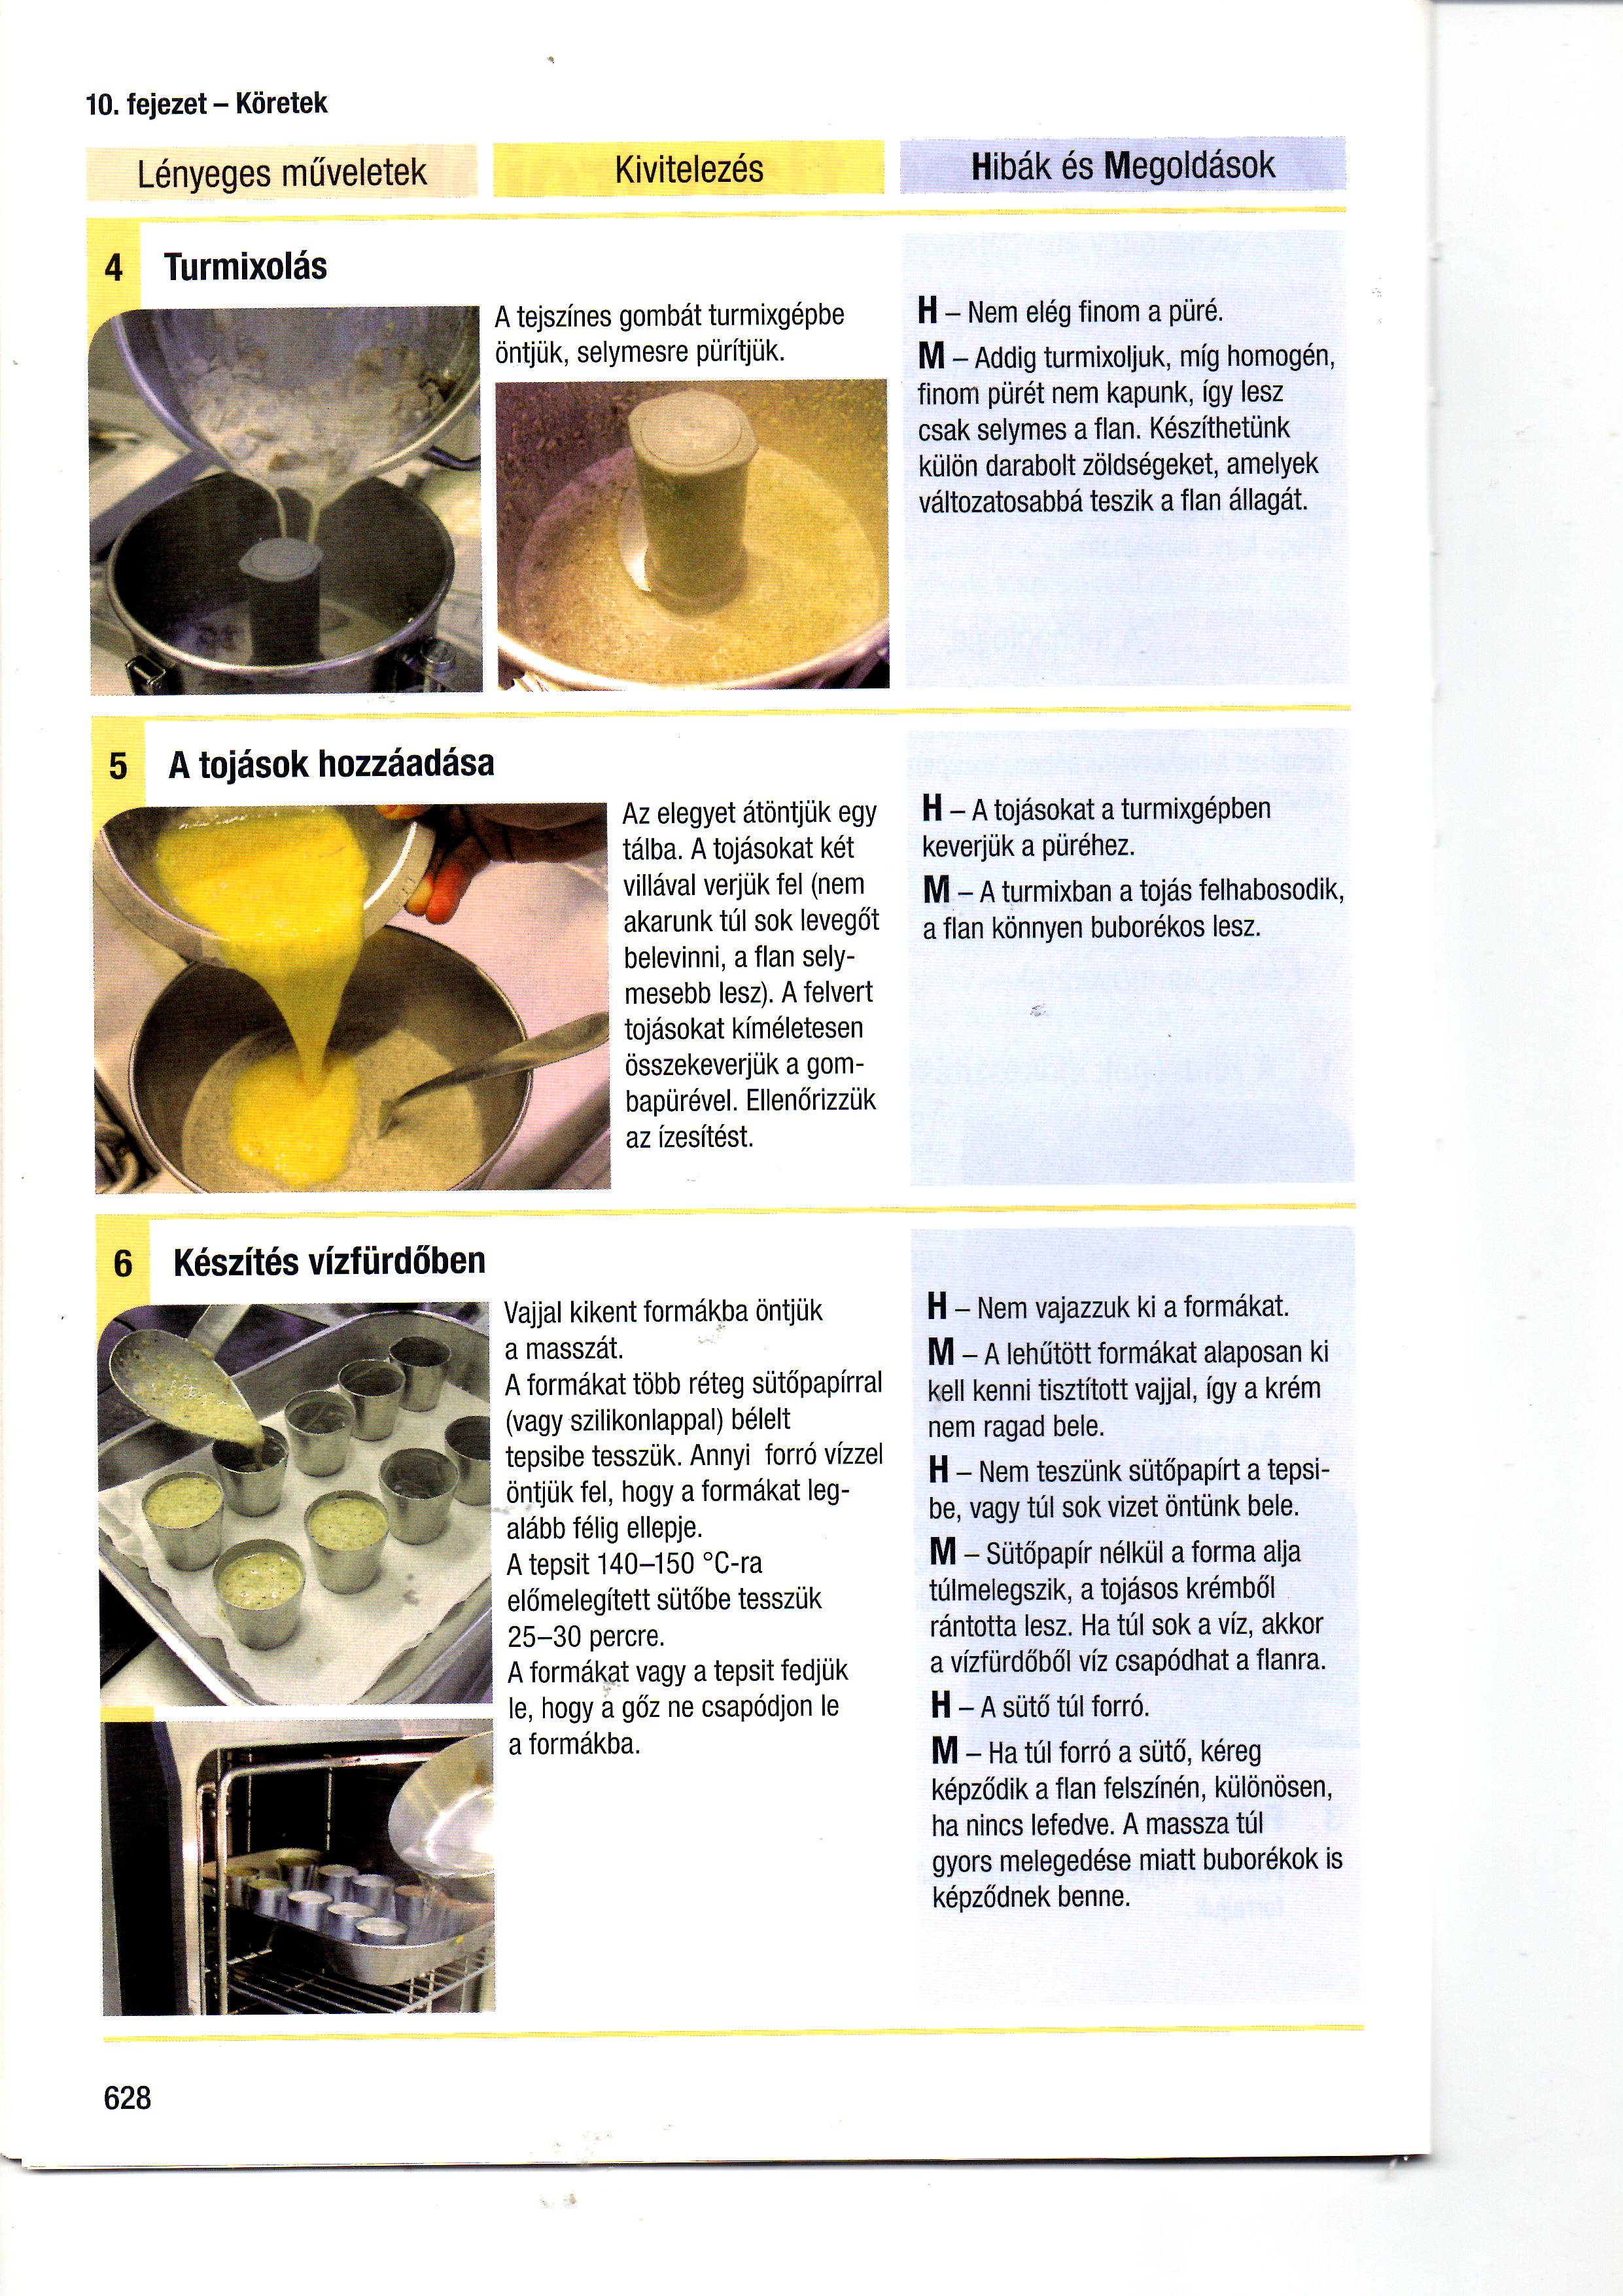 10. fejezet – Köretek
Lényeges műveletek
Kivitelezés
Hibák és Megoldások
4 Turmixolás
A tejszínes gombát turmixgépbe
öntjük, selymesre pürítjük.
H – Nem elég finom a püré.
M – Addig turmixoljuk, míg homogén,
finom pürét nem kapunk, így lesz
csak selymes a flan. Készíthetünk
külön darabolt zöldségeket, amelyek
változatosabbá teszik a flan állagát.
5 A tojások hozzáadása
Az elegyet átöntjük egy
tálba. A tojásokat két
villával verjük fel (nem
akarunk túl sok levegőt
belevinni, a flan sely-
mesebb lesz). A felvert
tojásokat kíméletesen
összekeverjük a gom-
bapürével. Ellenőrizzük
az ízesítést.
H – A tojásokat a turmixgépben
keverjük a püréhez.
M – A turmixban a tojás felhabosodik,
a flan könnyen buborékos lesz.
6 Készítés vízfürdőben
Vajjal kikent formákba öntjük
a masszát.
A formákat több réteg sütőpapírral
(vagy szilikonlappal) bélelt
tepsibe tesszük. Annyi forró vízzel
öntjük fel, hogy a formákat leg-
alább félig ellepje.
A tepsit 140–150 °C-ra
előmelegített sütőbe tesszük
25–30 percre.
A formákat vagy a tepsit fedjük
le, hogy a gőz ne csapódjon le
a formákba.
H – Nem vajazzuk ki a formákat.
M – A lehűtött formákat alaposan ki
kell kenni tisztított vajjal, így a krém
nem ragad bele.
H – Nem teszünk sütőpapírt a tepsi-
be, vagy túl sok vizet öntünk bele.
M – Sütőpapír nélkül a forma alja
túlmelegszik, a tojásos krémből
rántotta lesz. Ha túl sok a víz, akkor
a vízfürdőből víz csapódhat a flanra.
H – A sütő túl forró.
M – Ha túl forró a sütő, kéreg
képződik a flan felszínén, különösen,
ha nincs lefedve. A massza túl
gyors melegedése miatt buborékok is
képződnek benne.
628